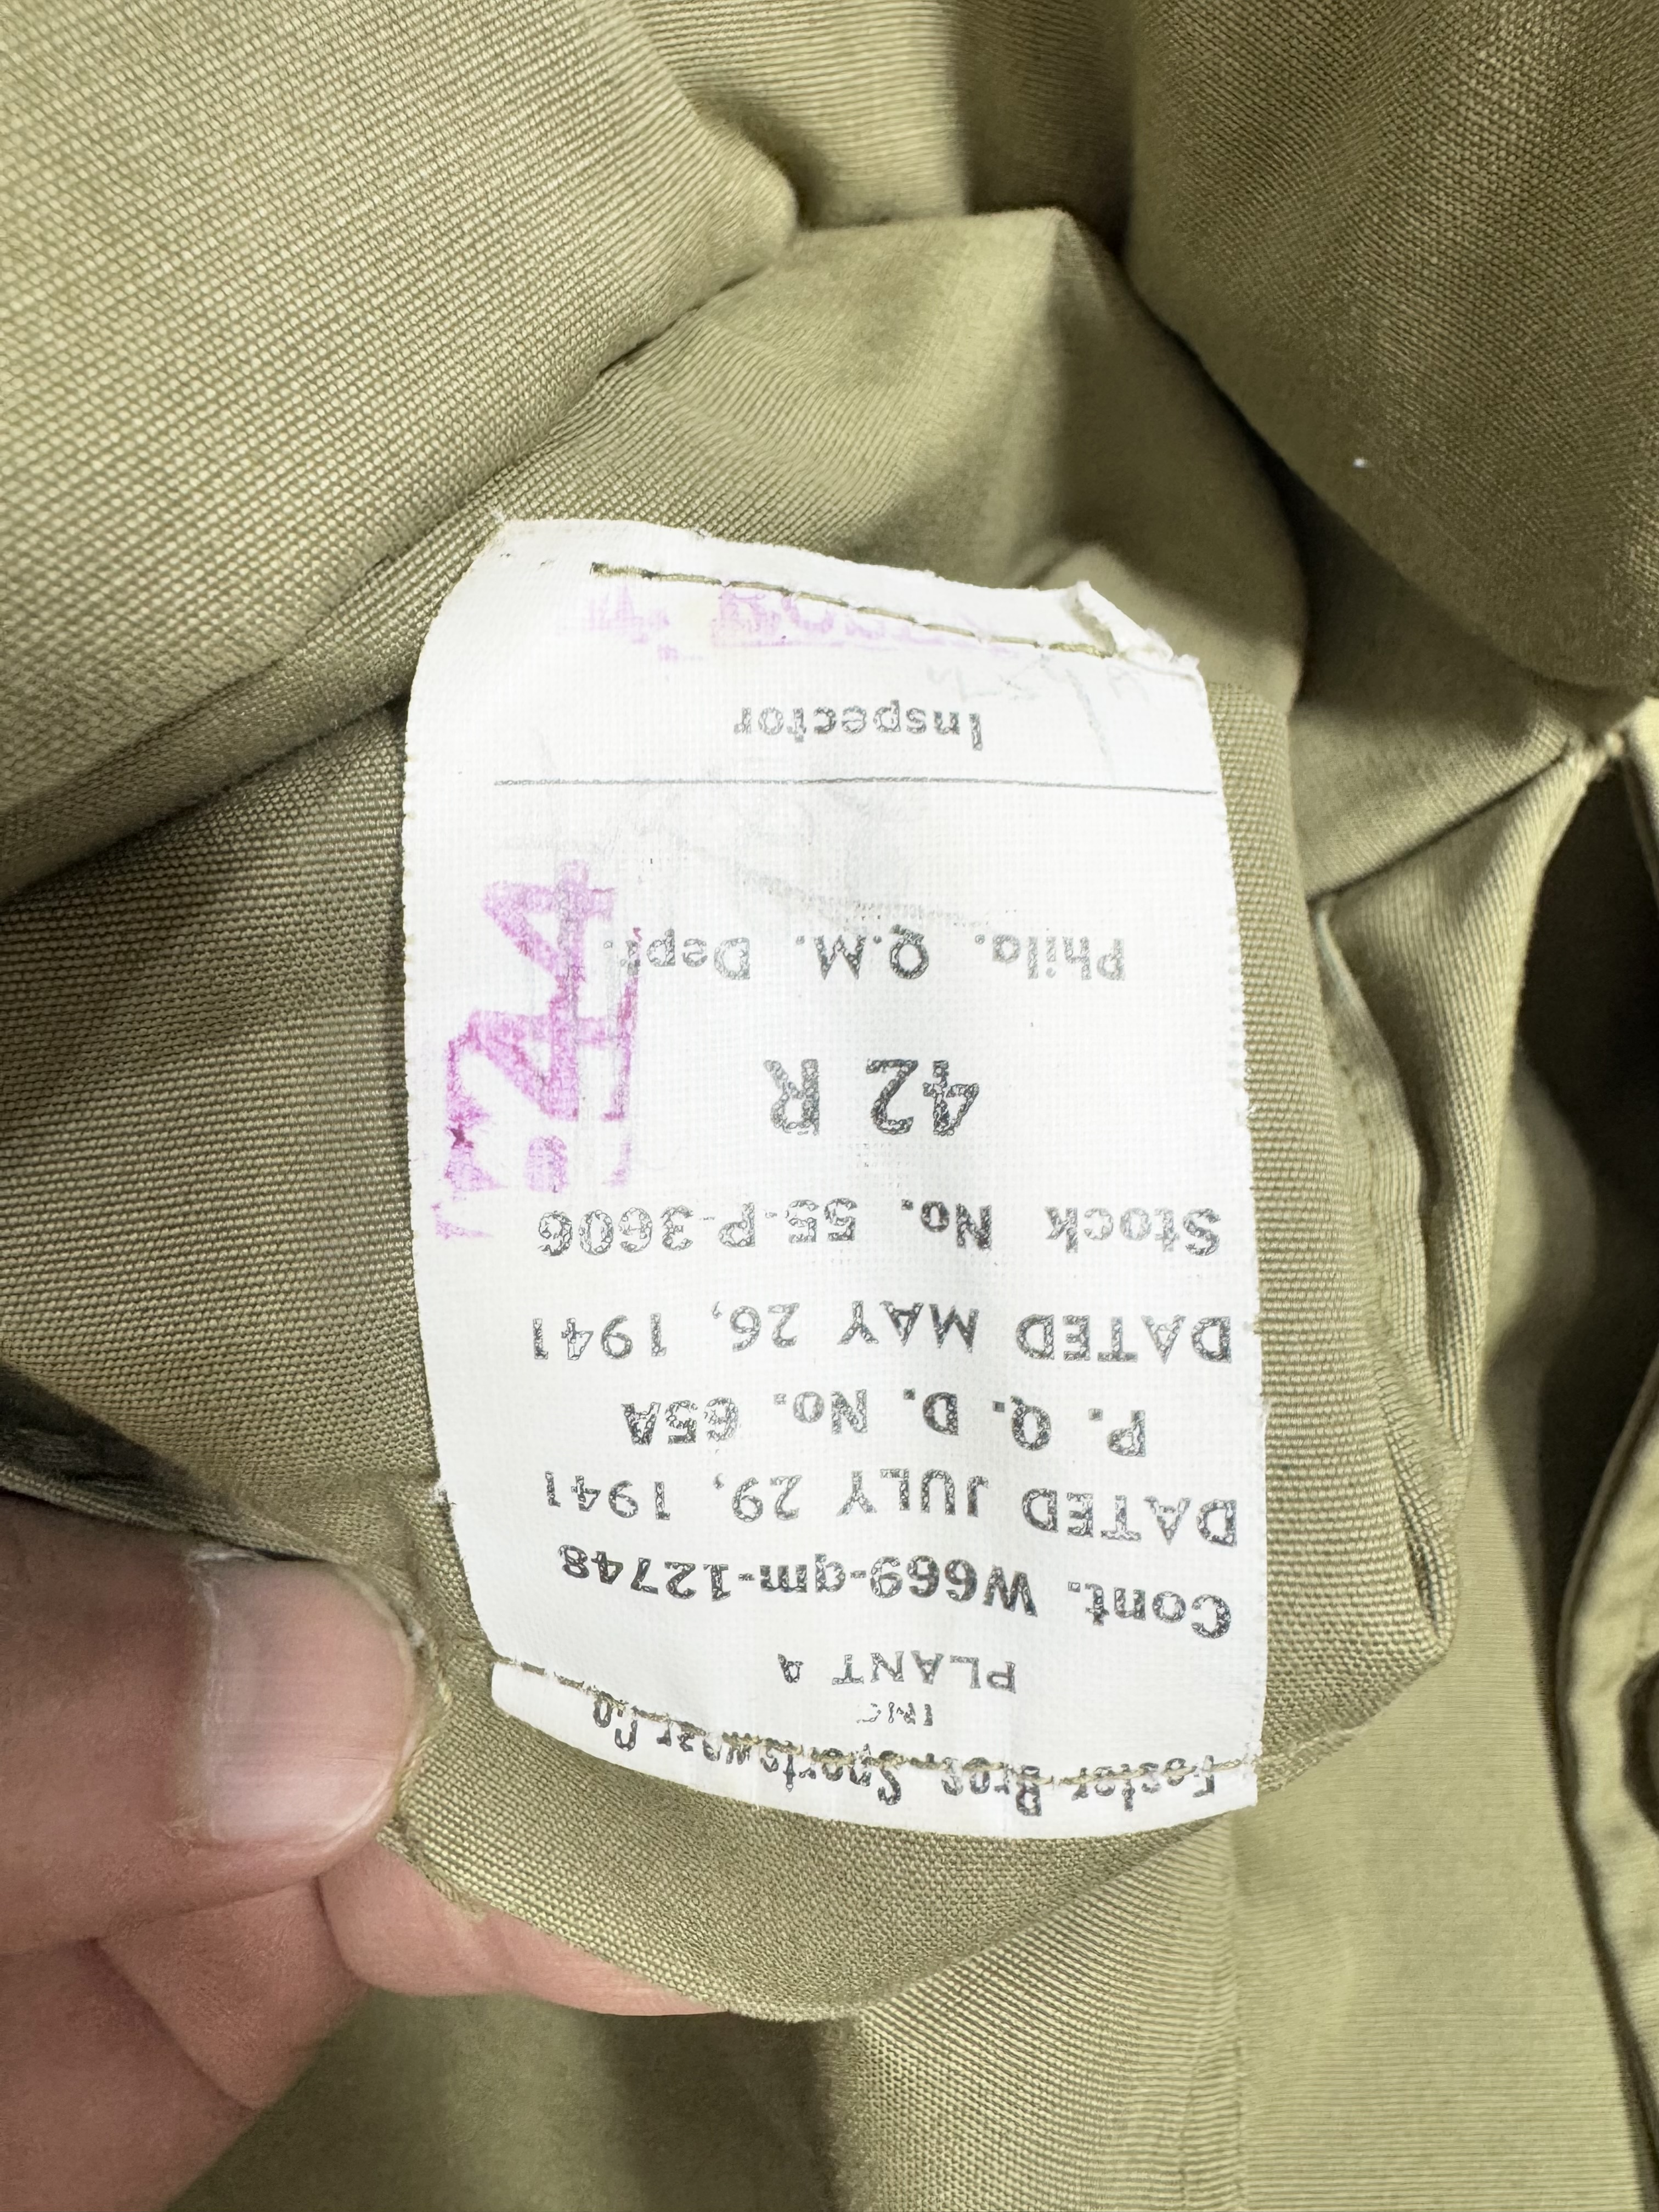 Foster Bros. Sportswear Co.
INC
PLANT A
Cont. W669-qm-12748
DATED JULY 29, 1941
P. Q. D. No. 65A
DATED MAY 26, 1941
Stock No. 55-P-3606
42 R
Phila. Q.M. Dept.
Inspector